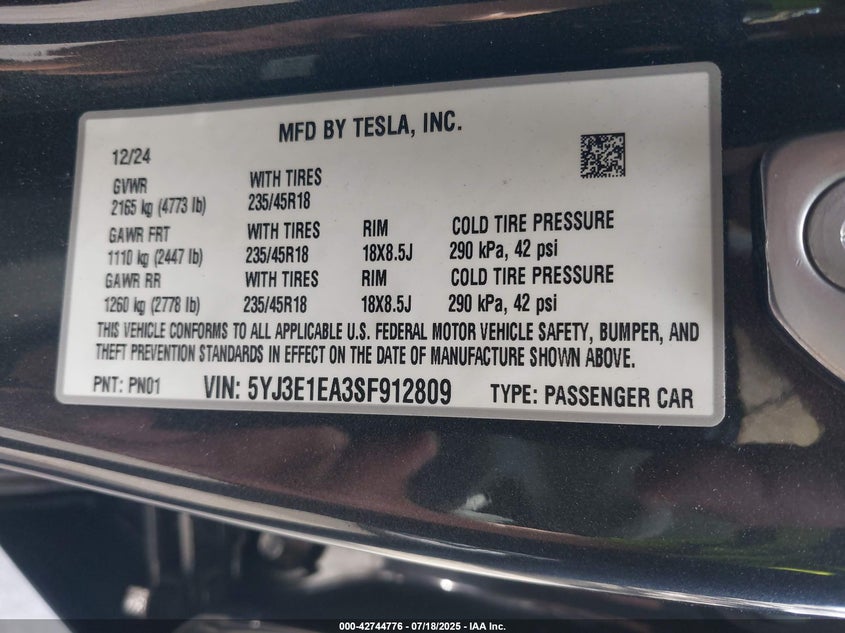 MFD BY TESLA, INC.
12/24
GVWR WITH TIRES
2165 kg (4773 lb) 235/45R18
GAWR FRT WITH TIRES RIM COLD TIRE PRESSURE
1110 kg (2447 lb) 235/45R18 18X8.5J 290 kPa, 42 psi
GAWR RR WITH TIRES RIM COLD TIRE PRESSURE
1260 kg (2778 lb) 235/45R18 18X8.5J 290 kPa, 42 psi
THIS VEHICLE CONFORMS TO ALL APPLICABLE U.S. FEDERAL MOTOR VEHICLE SAFETY, BUMPER, AND
THEFT PREVENTION STANDARDS IN EFFECT ON THE DATE OF MANUFACTURE SHOWN ABOVE.
PNT: PN01 VIN: 5YJ3E1EA3SF912809 TYPE: PASSENGER CAR
000-42744776 - 07/18/2025 - IAA Inc.